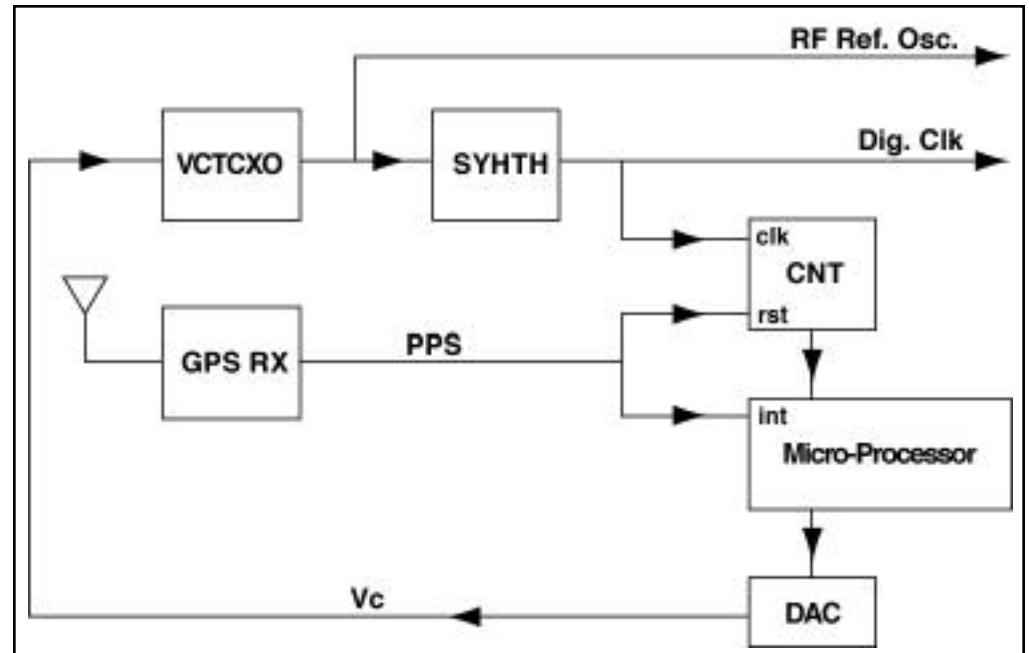 RF Ref. Osc.
Dig. Clk
VCTCXO
SYHTH
clk
CNT
rst
GPS RX
PPS
int
Micro-Processor
Vc
DAC